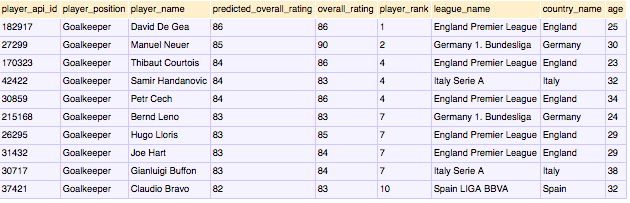 player_api_id player_position player_name predicted_overall_rating overall_rating player_rank league_name country_name age
182917 Goalkeeper David De Gea 86 86 1 England Premier League England 25
27299 Goalkeeper Manuel Neuer 85 90 2 Germany 1. Bundesliga Germany 30
170323 Goalkeeper Thibaut Courtois 84 86 4 England Premier League England 23
42422 Goalkeeper Samir Handanovic 84 83 4 Italy Serie A Italy 32
30859 Goalkeeper Petr Cech 84 86 4 England Premier League England 34
215168 Goalkeeper Bernd Leno 83 83 7 Germany 1. Bundesliga Germany 24
26295 Goalkeeper Hugo Lloris 83 85 7 England Premier League England 29
31432 Goalkeeper Joe Hart 83 84 7 England Premier League England 29
30717 Goalkeeper Gianluigi Buffon 83 84 7 Italy Serie A Italy 38
37421 Goalkeeper Claudio Bravo 82 83 10 Spain LIGA BBVA Spain 32